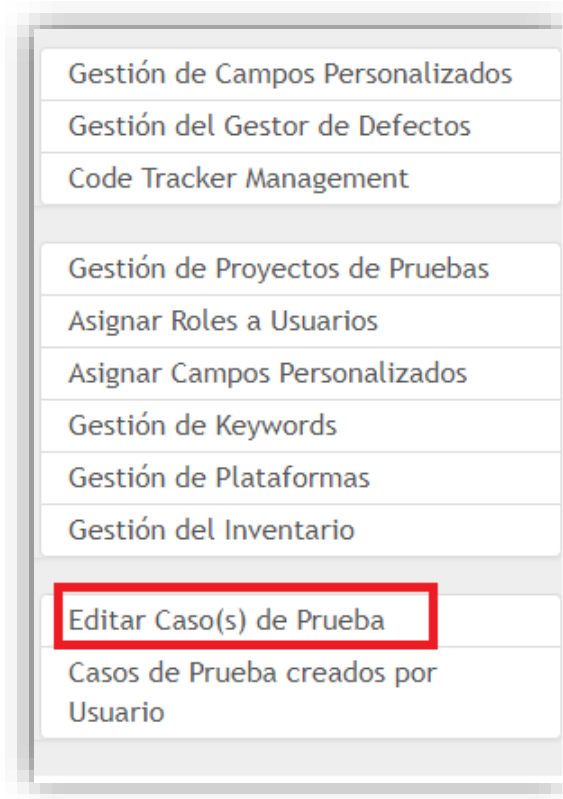 Gestión de Campos Personalizados
Gestión del Gestor de Defectos
Code Tracker Management
Gestión de Proyectos de Pruebas
Asignar Roles a Usuarios
Asignar Campos Personalizados
Gestión de Keywords
Gestión de Plataformas
Gestión del Inventario
Editar Caso(s) de Prueba
Casos de Prueba creados por
Usuario